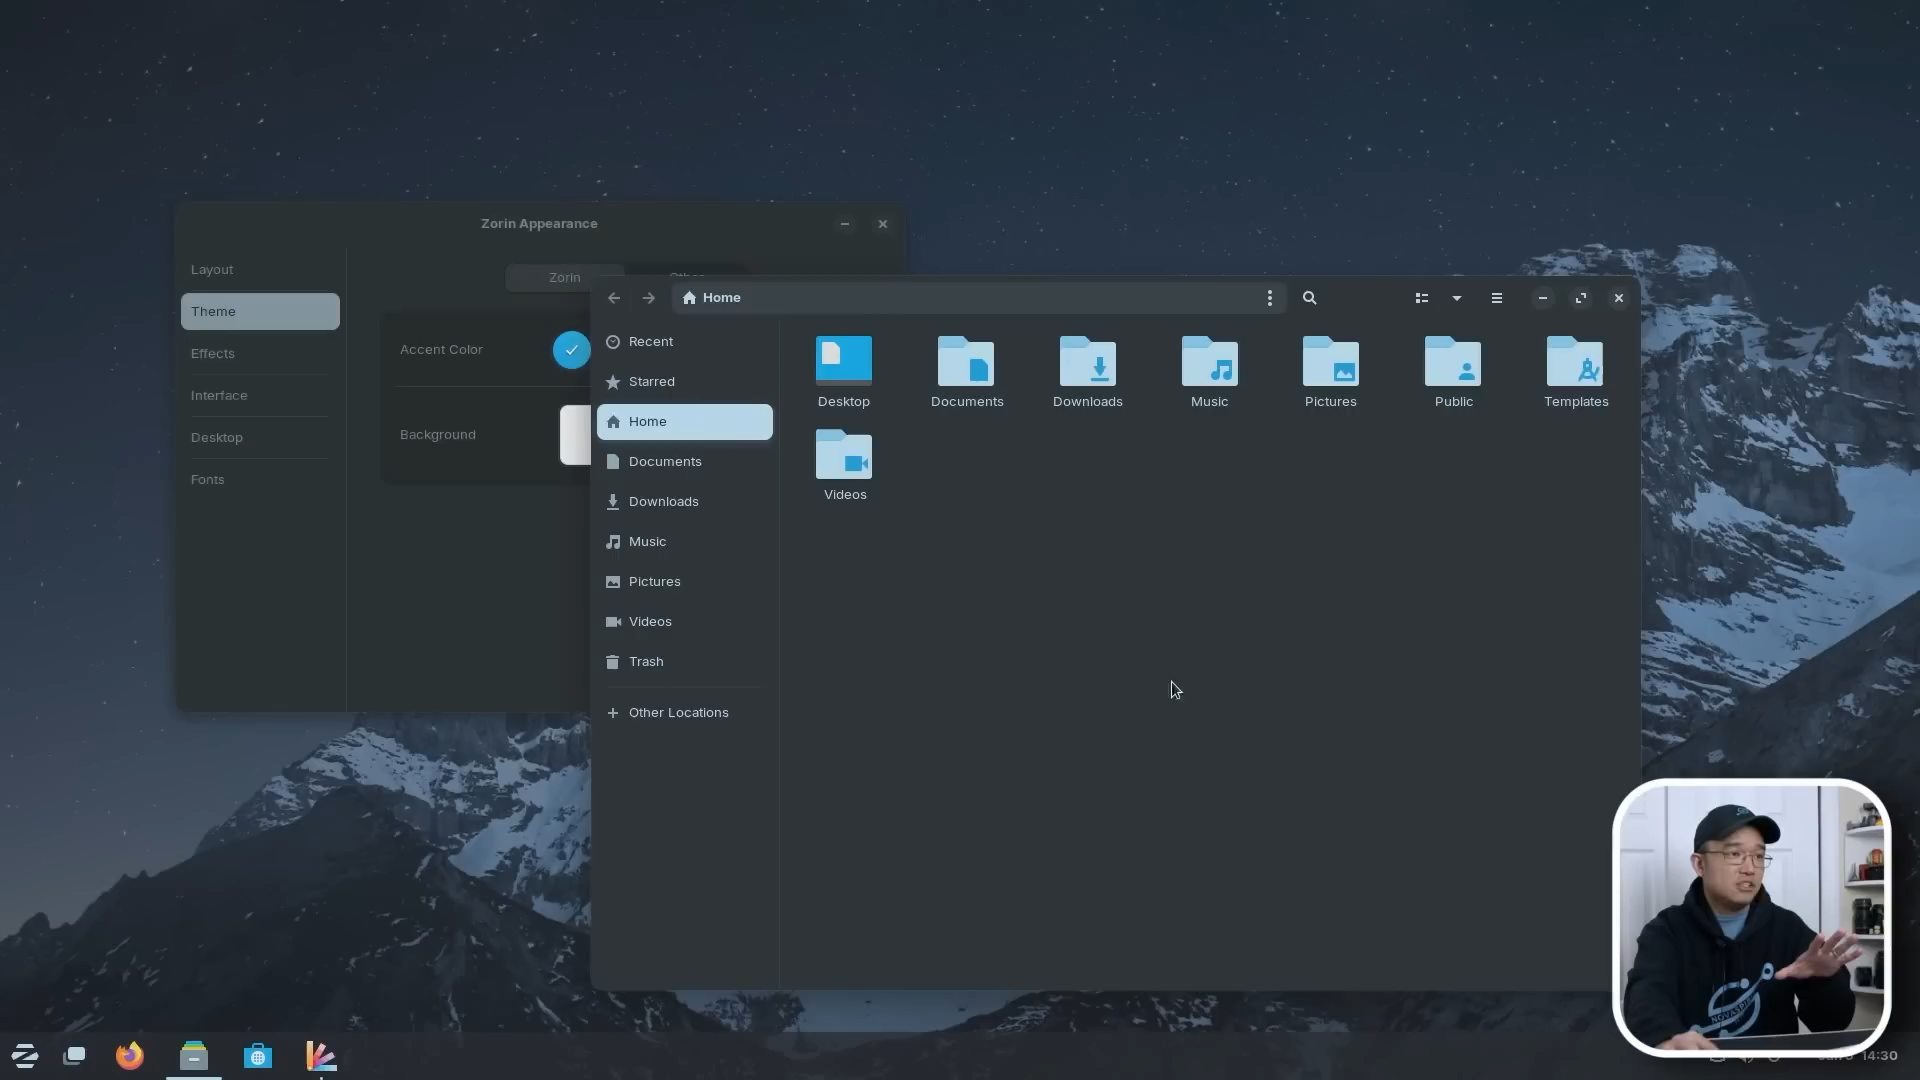 Zorin Appearance
Layout
Theme
Effects
Interface
Desktop
Fonts
Zorin
Other
Accent Color
Background
Home
Recent
Starred
Home
Documents
Downloads
Music
Pictures
Videos
Trash
Other Locations
Desktop
Documents
Downloads
Music
Pictures
Public
Templates
Videos
14:30